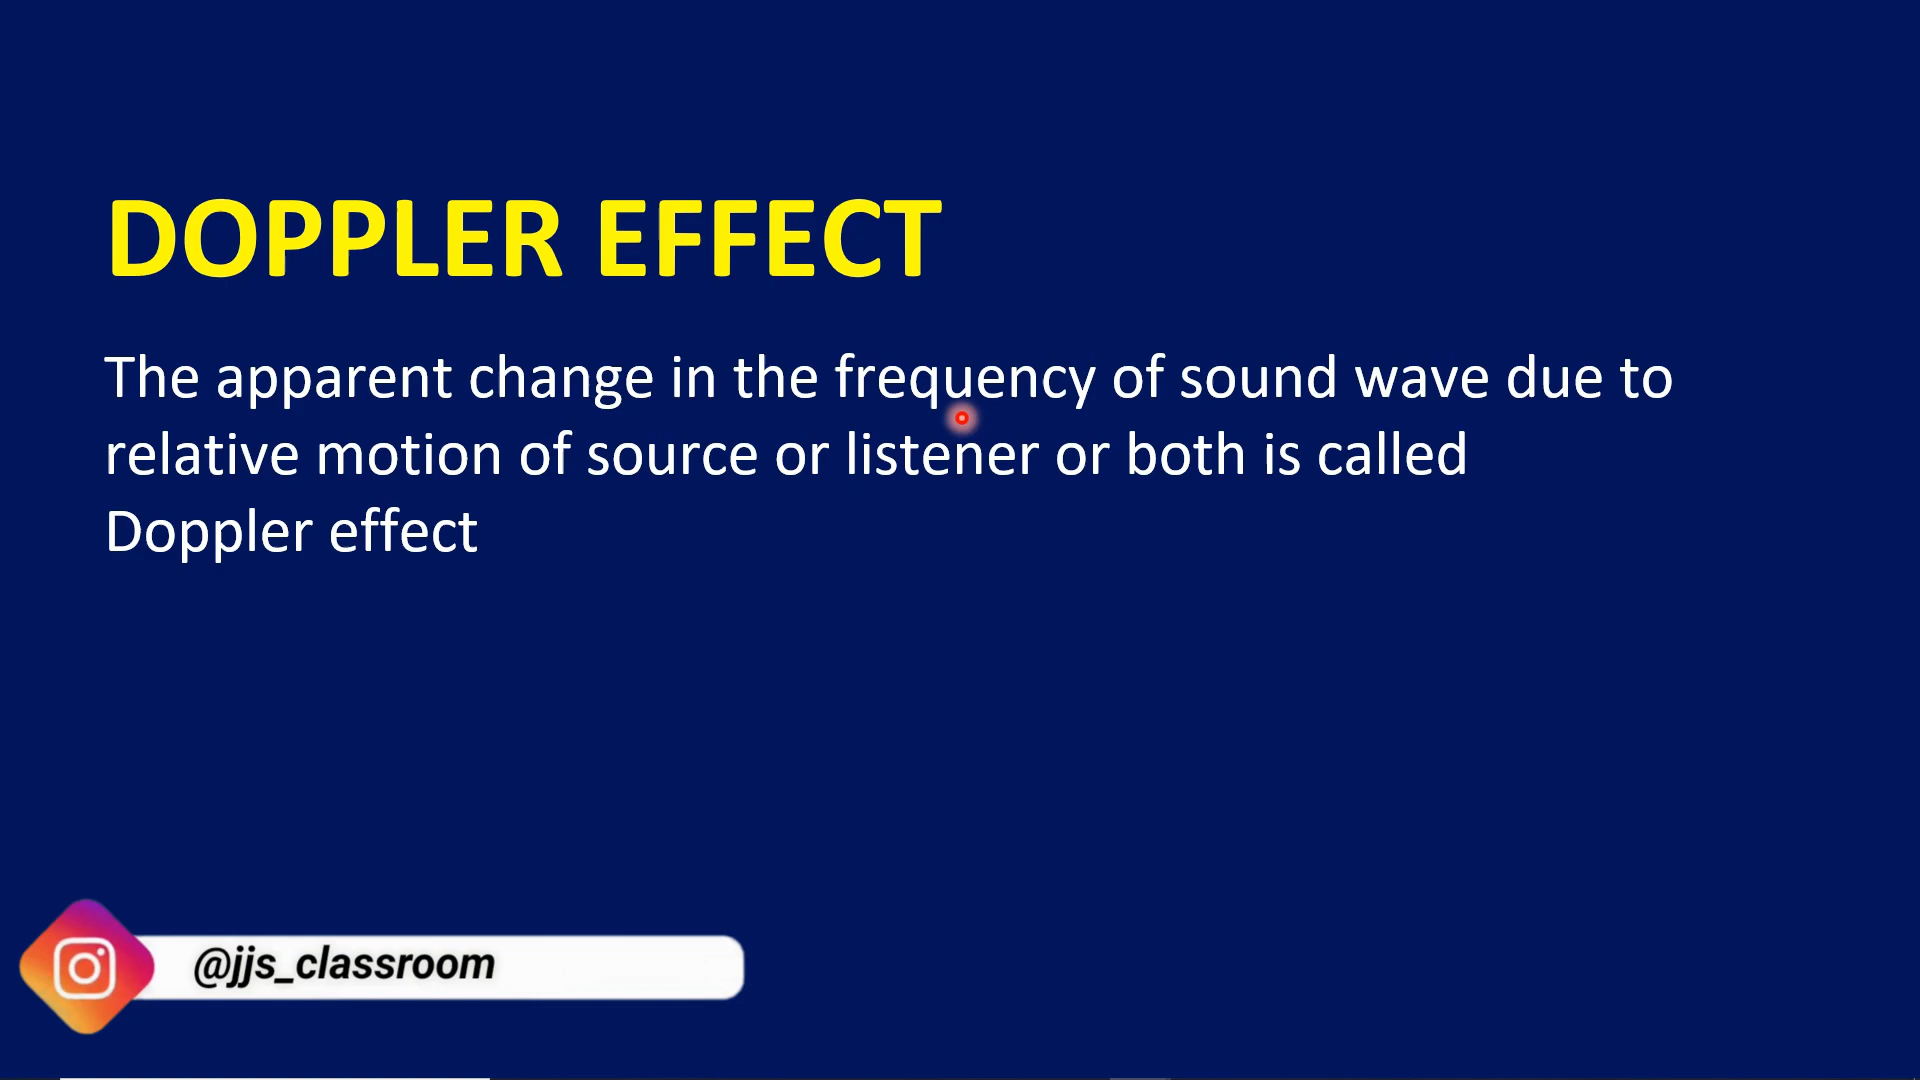 DOPPLER EFFECT
The apparent change in the frequency of sound wave due to
relative motion of source or listener or both is called
Doppler effect
@jjs_classroom